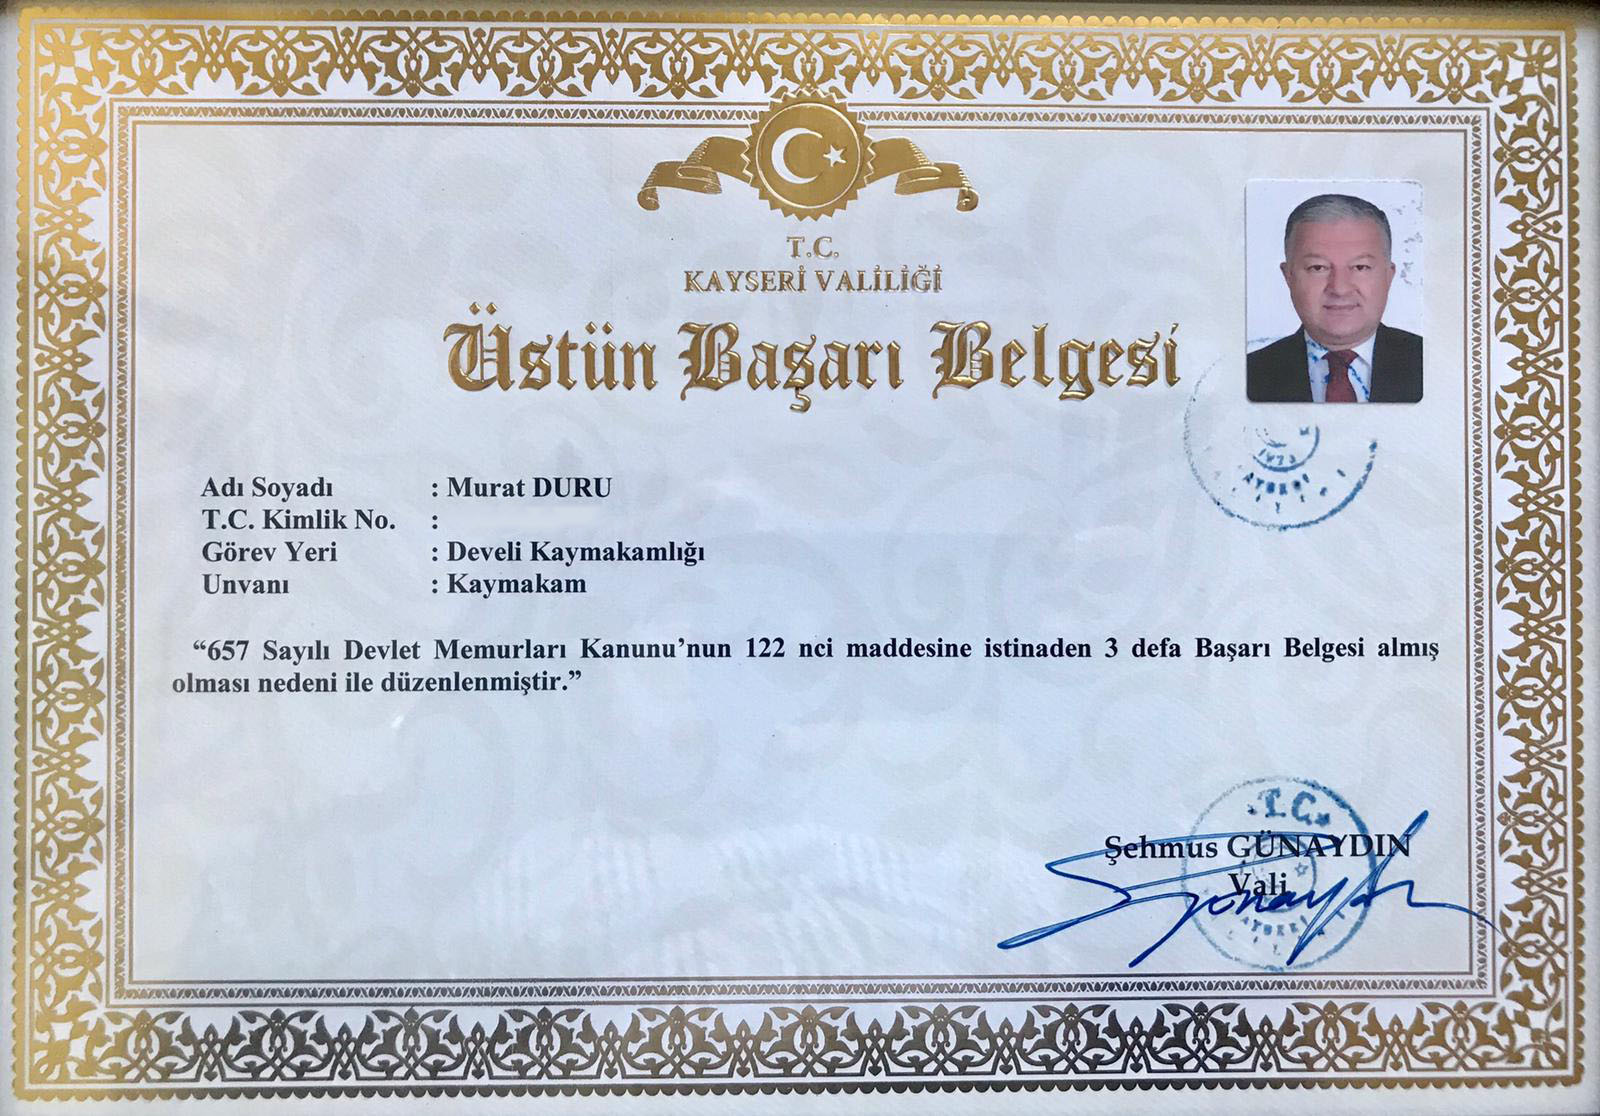 T.C.
KAYSERİ VALİLİĞİ
Üstün Başarı Belgesi
Adı Soyadı : Murat DURU
T.C. Kimlik No. :
Görev Yeri : Develi Kaymakamlığı
Unvanı : Kaymakam
“657 Sayılı Devlet Memurları Kanunu’nun 122 nci maddesine istinaden 3 defa Başarı Belgesi almış
olması nedeni ile düzenlenmiştir.”
T.C.
Şehmus GÜNAYDIN
Vali